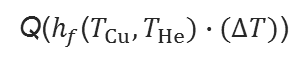 Q(h_f(T_Cu, T_He) · (ΔT))